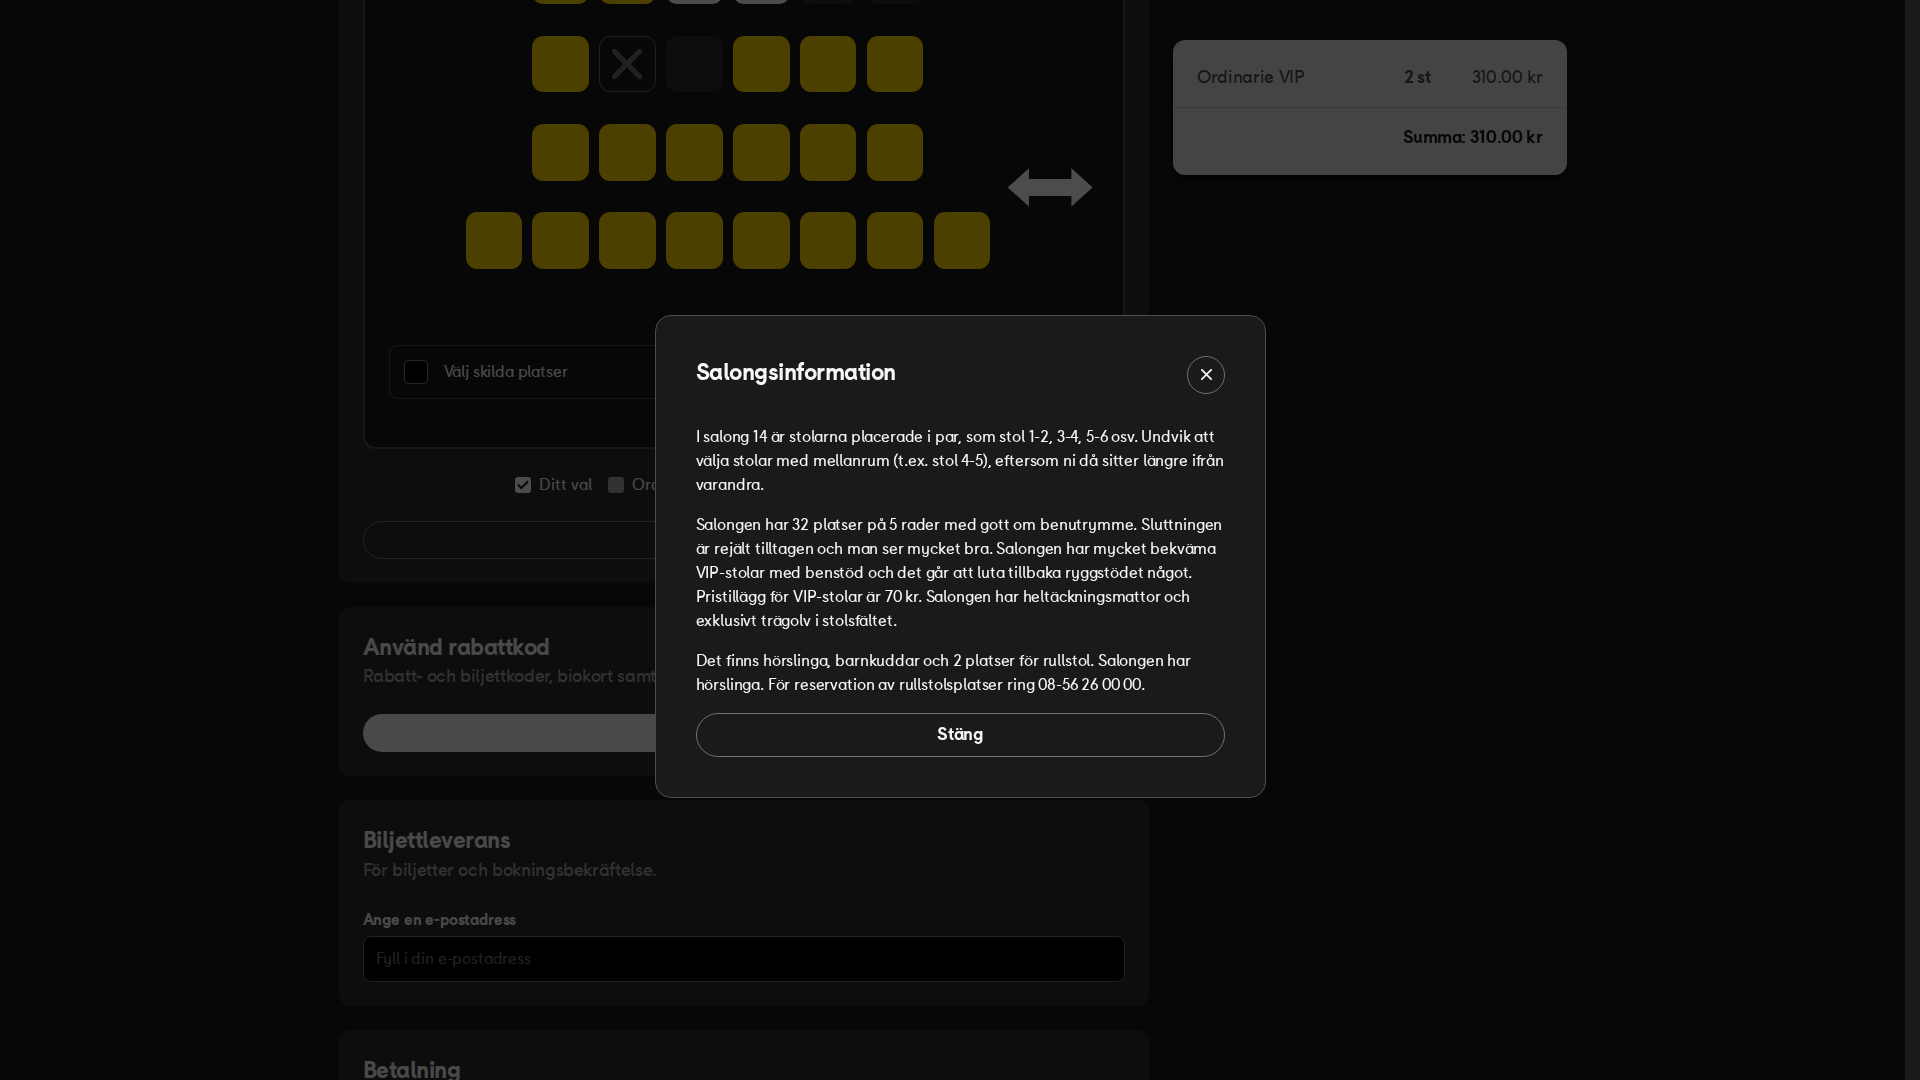 Ordinarie VIP 2 st 310.00 kr
Summa: 310.00 kr
Välj skilda platser
Ditt val
Salongsinformation
I salong 14 är stolarna placerade i par, som stol 1-2, 3-4, 5-6 osv. Undvik att
välja stolar med mellanrum (t.ex. stol 4-5), eftersom ni då sitter längre ifrån
varandra.
Salongen har 32 platser på 5 rader med gott om benutrymme. Sluttningen
är rejält tilltagen och man ser mycket bra. Salongen har mycket bekväma
VIP-stolar med benstöd och det går att luta tillbaka ryggstödet något.
Pristillägg för VIP-stolar är 70 kr. Salongen har heltäckningsmattor och
exklusivt trägolv i stolsfältet.
Det finns hörslinga, barnkuddar och 2 platser för rullstol. Salongen har
hörslinga. För reservation av rullstolsplatser ring 08-56 26 00 00.
Stäng
Använd rabattkod
Rabatt- och biljettkoder, biokort samt
Biljettleverans
För biljetter och bokningsbekräftelse.
Ange en e-postadress
Fyll i din e-postadress
Betalning